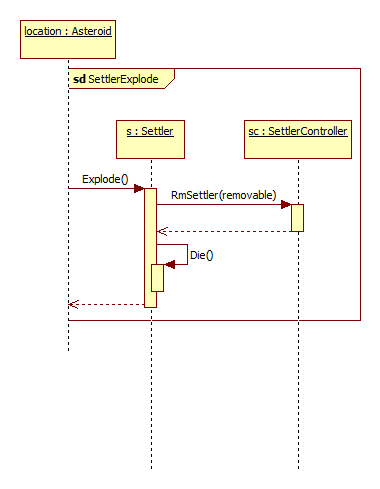 location : Asteroid
sd SettlerExplode
s : Settler
sc : SettlerController
Explode()
RmSettler(removable)
Die()